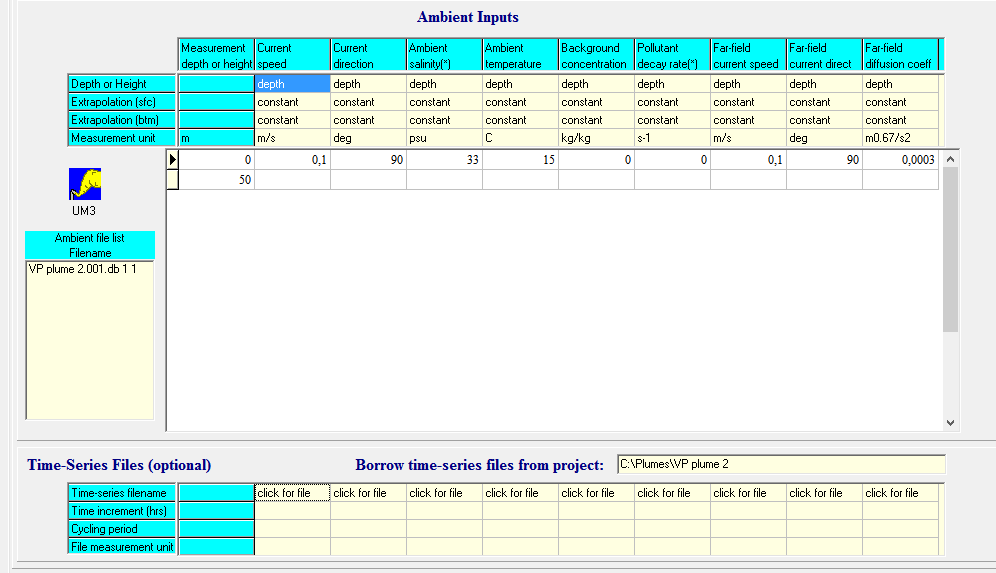 Ambient Inputs
Measurement Current Current Ambient Ambient Background Pollutant Far-field Far-field Far-field
depth or height speed direction salinity(*) temperature concentration decay rate(*) current speed current direct diffusion coeff
Depth or Height depth depth depth depth depth depth depth depth depth
Extrapolation (sfc) constant constant constant constant constant constant constant constant constant
Extrapolation (btm) constant constant constant constant constant constant constant constant constant
Measurement unit m m/s deg psu C kg/kg s-1 m/s deg m0.67/s2
0 0,1 90 33 15 0 0 0,1 90 0,0003
50
UM3
Ambient file list
Filename
VP plume 2.001.db 1 1
Time-Series Files (optional) Borrow time-series files from project: C:\Plumes\VP plume 2
Time-series filename click for file click for file click for file click for file click for file click for file click for file click for file click for file
Time increment (hrs)
Cycling period
File measurement unit